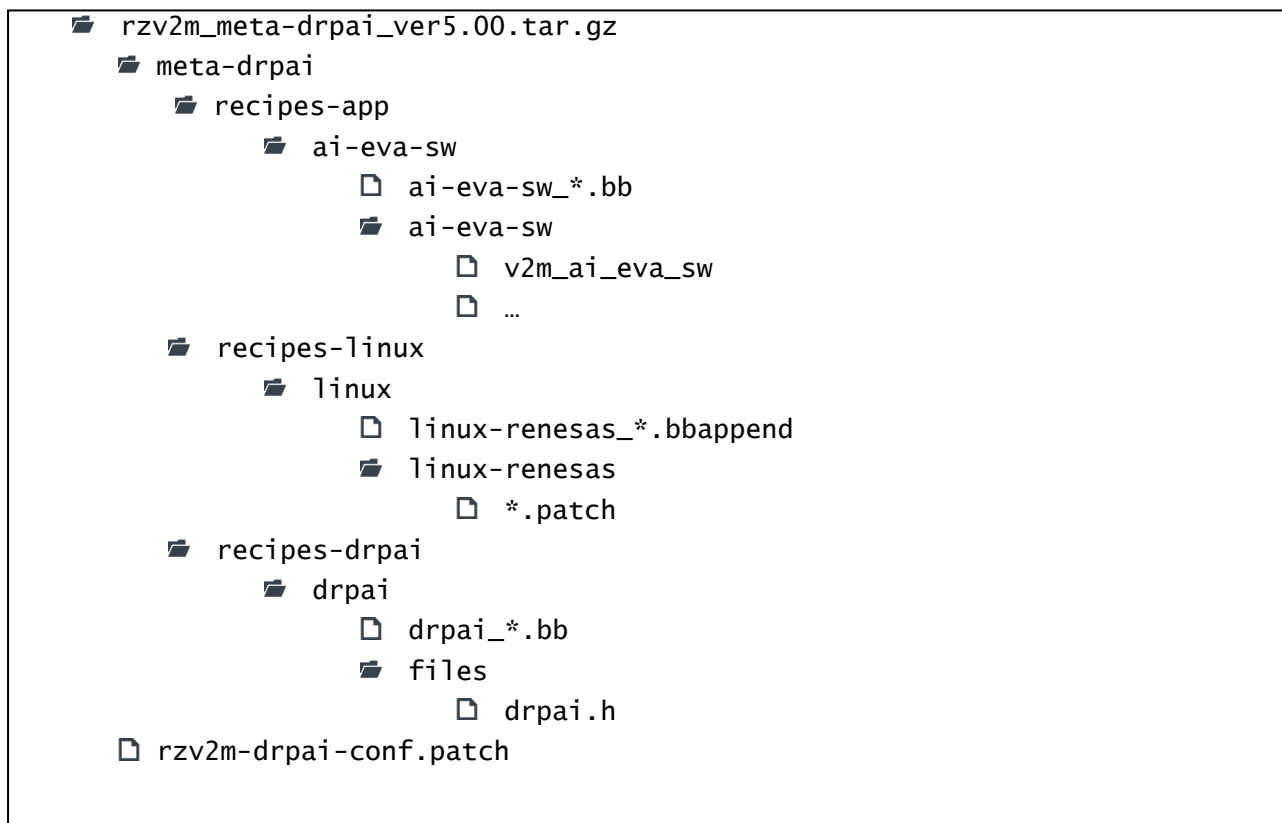 rzv2m_meta-drpai_ver5.00.tar.gz
meta-drpai
recipes-app
ai-eva-sw
ai-eva-sw_*.bb
ai-eva-sw
v2m_ai_eva_sw
…
recipes-linux
linux
linux-renesas_*.bbappend
linux-renesas
*.patch
recipes-drpai
drpai
drpai_*.bb
files
drpai.h
rzv2m-drpai-conf.patch